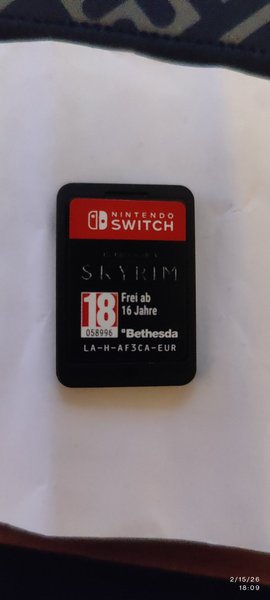 NINTENDO
SWITCH
SKYRIM
18
058996
Frei ab
16 Jahre
Bethesda
LA-H-AF3CA-EUR
2/15/26
18:09